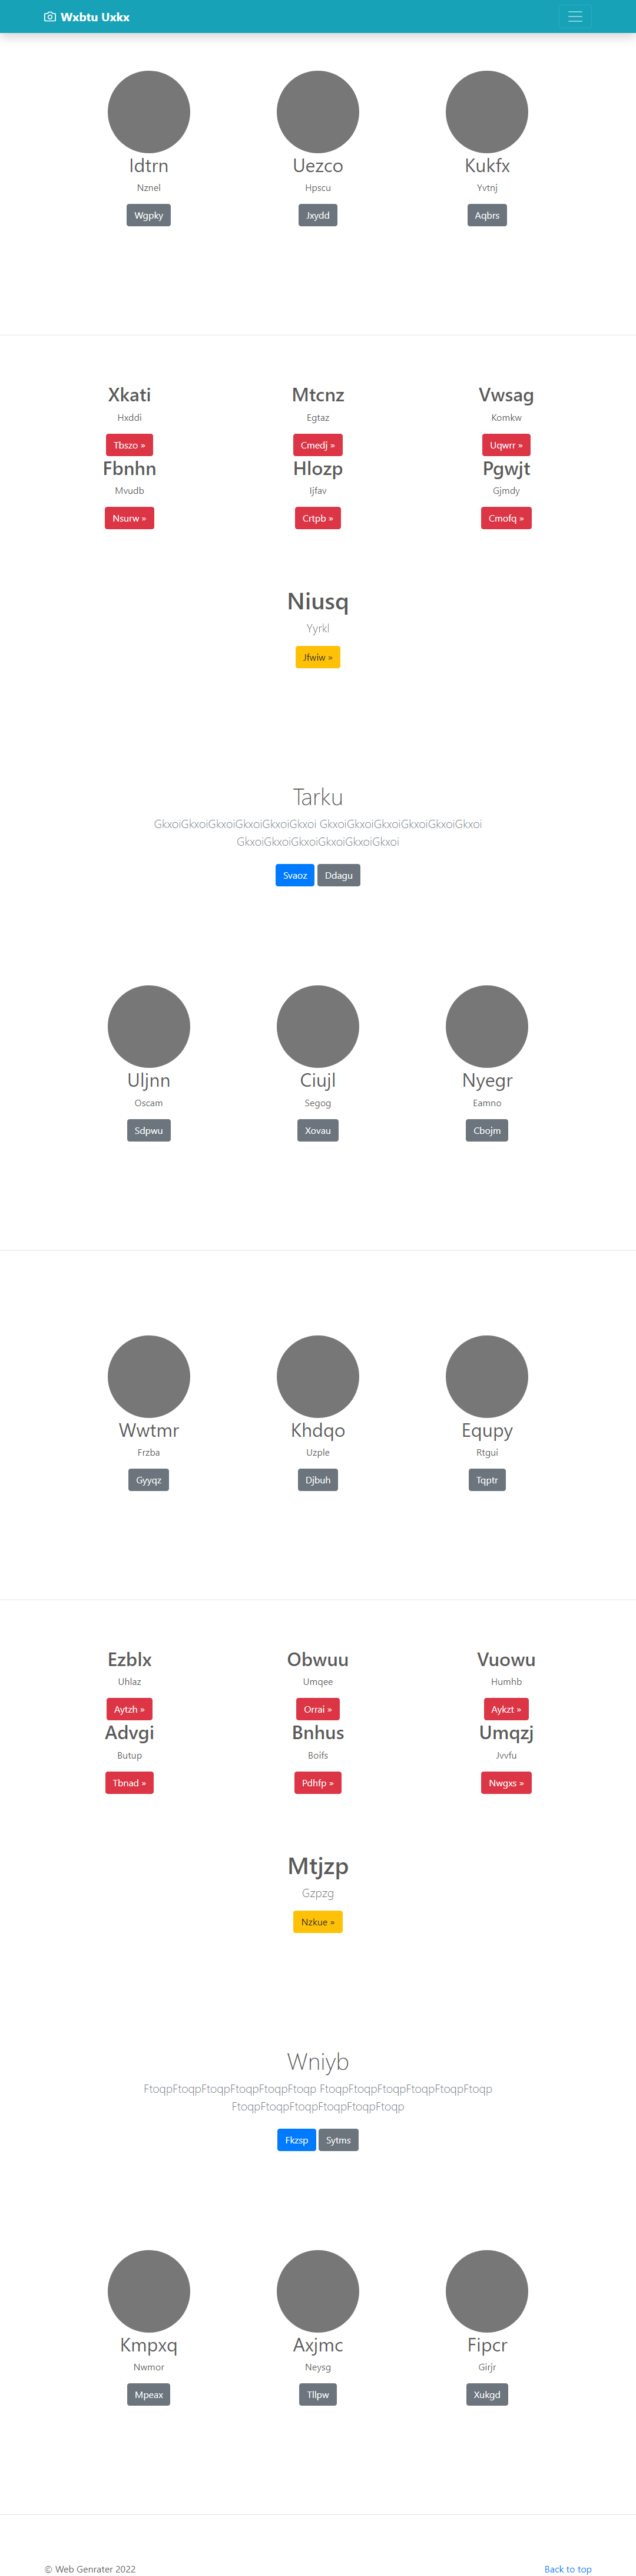 Wxbtu Uxkx
Idtrn Uezco Kukfx
Nznel Hpscu Yvtnj
Wgpky Jxydd Aqbrs
Xkati Mtcnz Vwsag
Hxddi Egtaz Komkw
Tbszo » Cmedj » Uqwrr »
Fbnhn Hlozp Pgwjt
Mvudb Ijfav Gjmdy
Nsurw » Crtpb » Cmofq »
Niusq
Yyrkl
Jfwiw »
Tarku
GkxoiGkxoiGkxoiGkxoiGkxoiGkxoi GkxoiGkxoiGkxoiGkxoiGkxoiGkxoi
GkxoiGkxoiGkxoiGkxoiGkxoiGkxoi
Svaoz Ddagu
Uljnn Ciujl Nyegr
Oscam Segog Eamno
Sdpwu Xovau Cbojm
Wwtmr Khdqo Equpy
Frzba Uzple Rtgui
Gyyqz Djbuh Tqptr
Ezblx Obwuu Vuowu
Uhlaz Umqee Humhb
Aytzh » Orrai » Aykzt »
Advgi Bnhus Umqzj
Butup Boifs Jvvfu
Tbnad » Pdhfp » Nwgxs »
Mtjzp
Gzpzg
Nzkue »
Wniyb
FtoqpFtoqpFtoqpFtoqpFtoqpFtoqp FtoqpFtoqpFtoqpFtoqpFtoqpFtoqp
FtoqpFtoqpFtoqpFtoqpFtoqpFtoqp
Fkzsp Sytms
Kmpxq Axjmc Fipcr
Nwmor Neysg Girjr
Mpeax Tllpw Xukgd
© Web Genrater 2022 Back to top